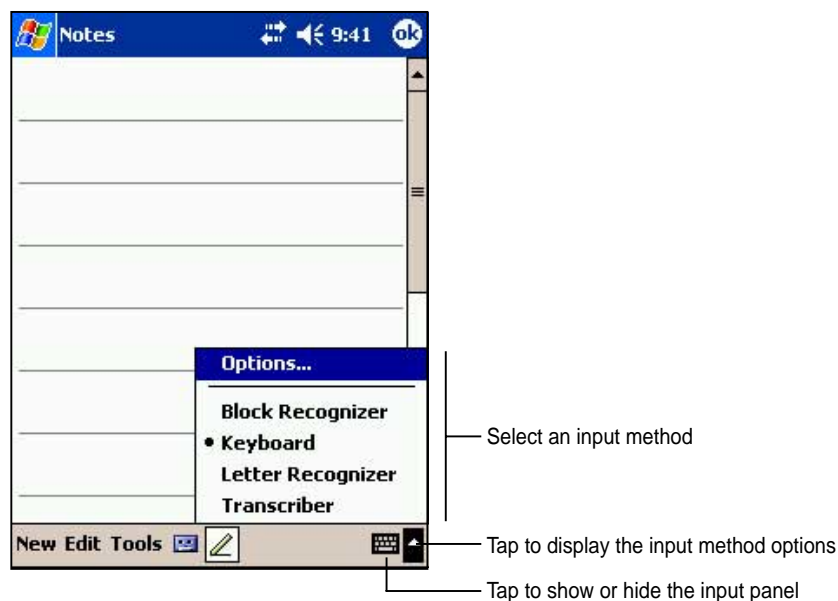 Notes 9:41 ok
Options...
Block Recognizer
• Keyboard
Letter Recognizer
Transcriber
Select an input method
New Edit Tools
Tap to display the input method options
Tap to show or hide the input panel